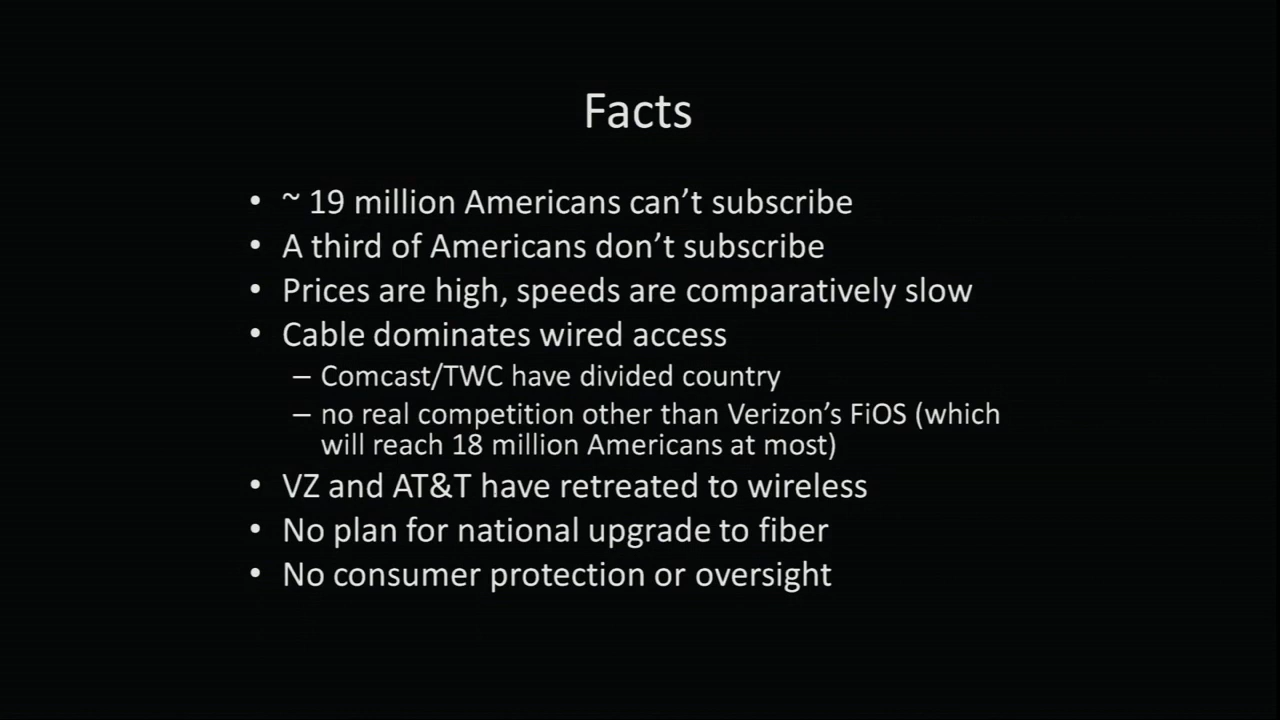 Facts
• ~ 19 million Americans can’t subscribe
• A third of Americans don’t subscribe
• Prices are high, speeds are comparatively slow
• Cable dominates wired access
– Comcast/TWC have divided country
– no real competition other than Verizon’s FiOS (which
will reach 18 million Americans at most)
• VZ and AT&T have retreated to wireless
• No plan for national upgrade to fiber
• No consumer protection or oversight